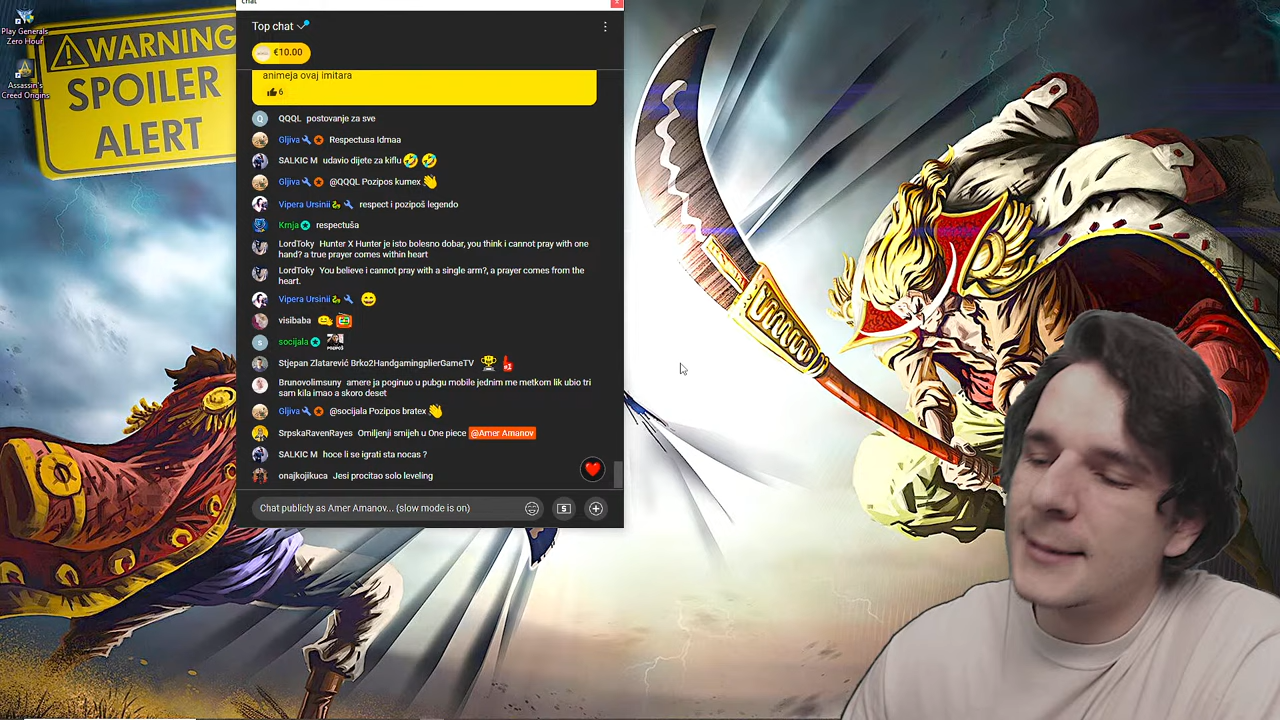 Play Generals
Zero Hour
Assassin's
Creed Origins
WARNING
SPOILER
ALERT
Chat
Top chat
€10.00
animeja ovaj imitara
6
Q QQQL postovanje za sve
Gljiva Respectusa Idmaa
SALKIC M udavio dijete za kiflu 🤣 🤣
Gljiva @QQQL Pozipos kumex 👋
Vipera Ursinii respect i pozipoš legendo
Krnja respectuša
LordToky Hunter X Hunter je isto bolesno dobar, you think i cannot pray with one
hand? a true prayer comes within heart
LordToky You believe i cannot pray with a single arm?, a prayer comes from the
heart.
Vipera Ursinii 😄
visibaba
s socijala
Stjepan Zlatarević Brko2HandgamingplierGameTV 🏆
Brunovolimsuny amere ja poginuo u pubgu mobile jednim me metkom lik ubio tri
sam kila imao a skoro deset
Gljiva @socijala Pozipos bratex 👋
SrpskaRavenRayes Omiljenji smijeh u One piece @Amer Amanov
SALKIC M hoce li se igrati sta nocas ?
onajkojikuca Jesi procitao solo leveling
Chat publicly as Amer Amanov... (slow mode is on)